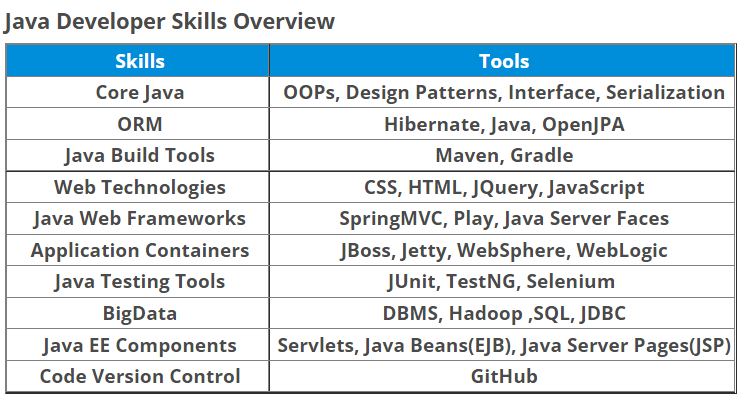 Java Developer Skills Overview
Skills Tools
Core Java OOPs, Design Patterns, Interface, Serialization
ORM Hibernate, Java, OpenJPA
Java Build Tools Maven, Gradle
Web Technologies CSS, HTML, JQuery, JavaScript
Java Web Frameworks SpringMVC, Play, Java Server Faces
Application Containers JBoss, Jetty, WebSphere, WebLogic
Java Testing Tools JUnit, TestNG, Selenium
BigData DBMS, Hadoop ,SQL, JDBC
Java EE Components Servlets, Java Beans(EJB), Java Server Pages(JSP)
Code Version Control GitHub